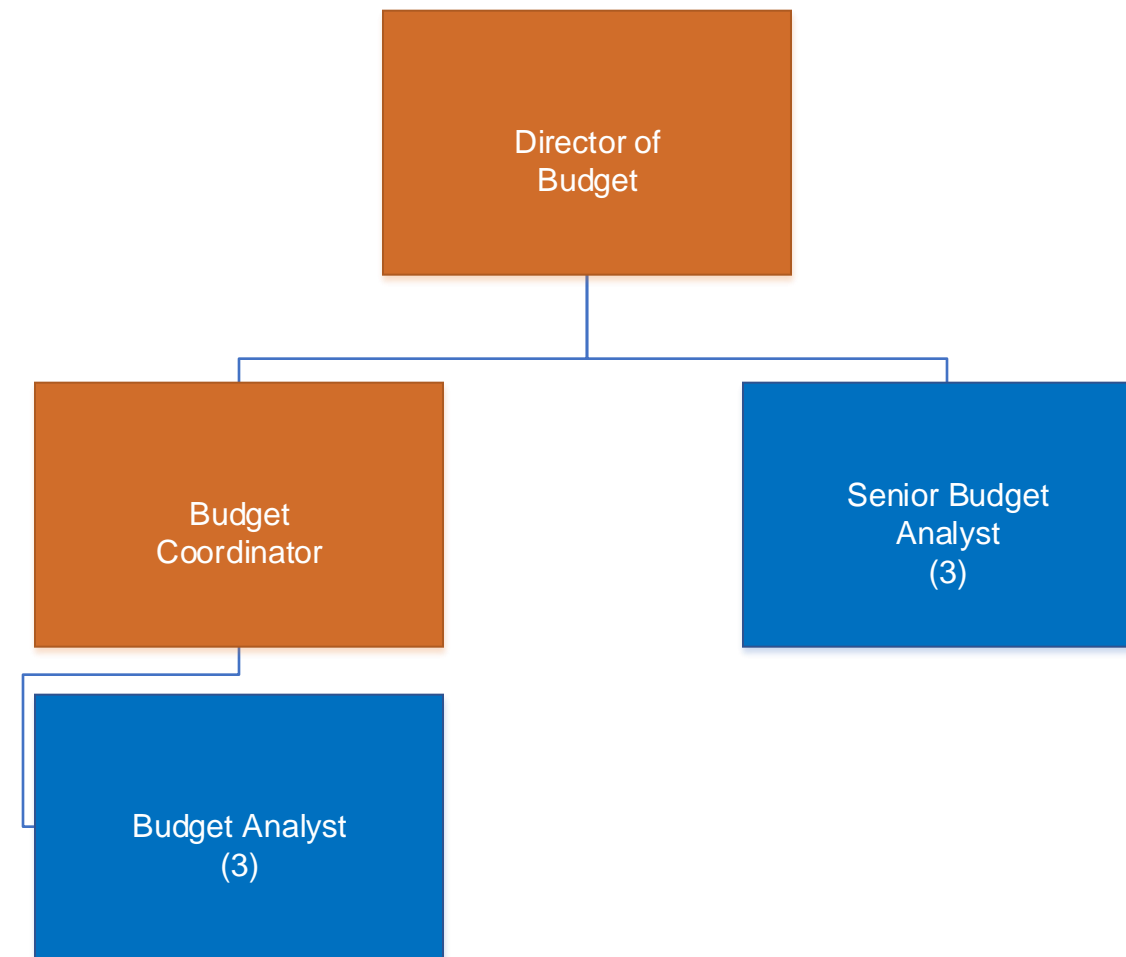 Director of
Budget
Budget
Coordinator
Senior Budget
Analyst
(3)
Budget Analyst
(3)